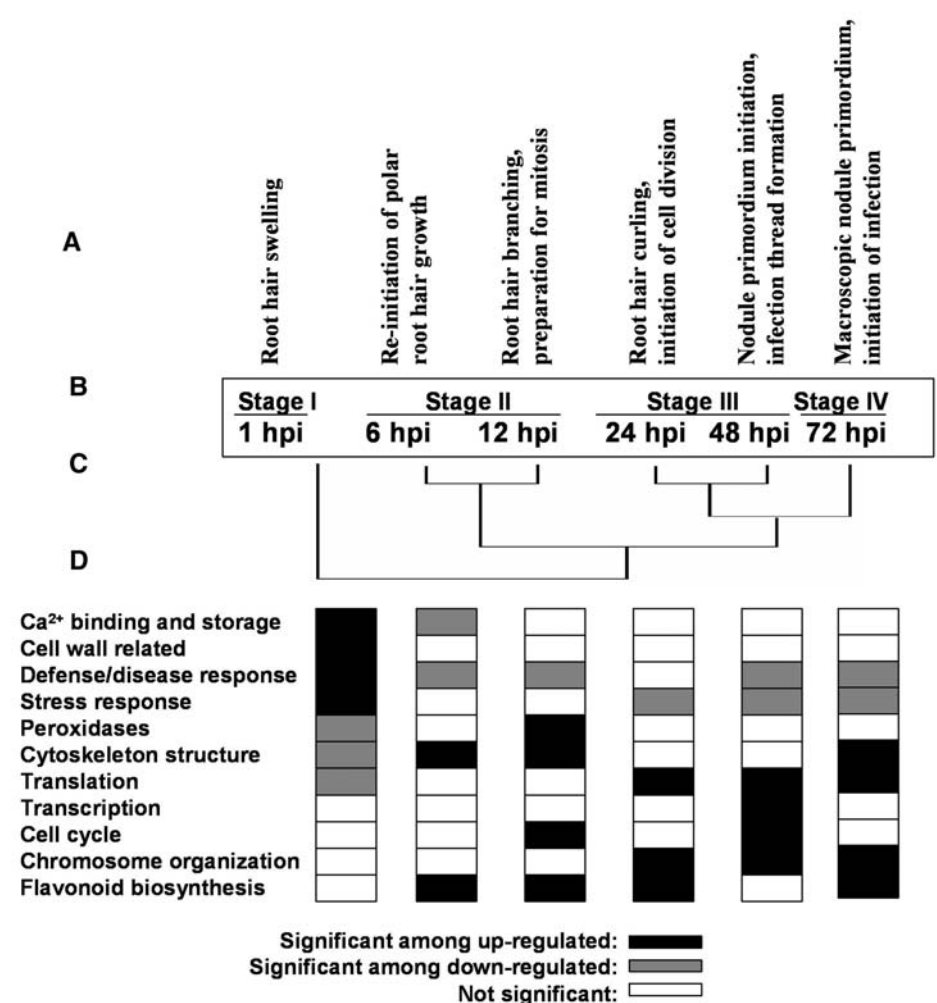 A
Root hair swelling
Re-initiation of polar
root hair growth
Root hair branching,
preparation for mitosis
Root hair curling,
initiation of cell division
Nodule primordium initiation,
infection thread formation
Macroscopic nodule primordium,
initiation of infection
B
Stage I Stage II Stage III Stage IV
1 hpi 6 hpi 12 hpi 24 hpi 48 hpi 72 hpi
C
D
Ca²⁺ binding and storage
Cell wall related
Defense/disease response
Stress response
Peroxidases
Cytoskeleton structure
Translation
Transcription
Cell cycle
Chromosome organization
Flavonoid biosynthesis
Significant among up-regulated:
Significant among down-regulated:
Not significant: